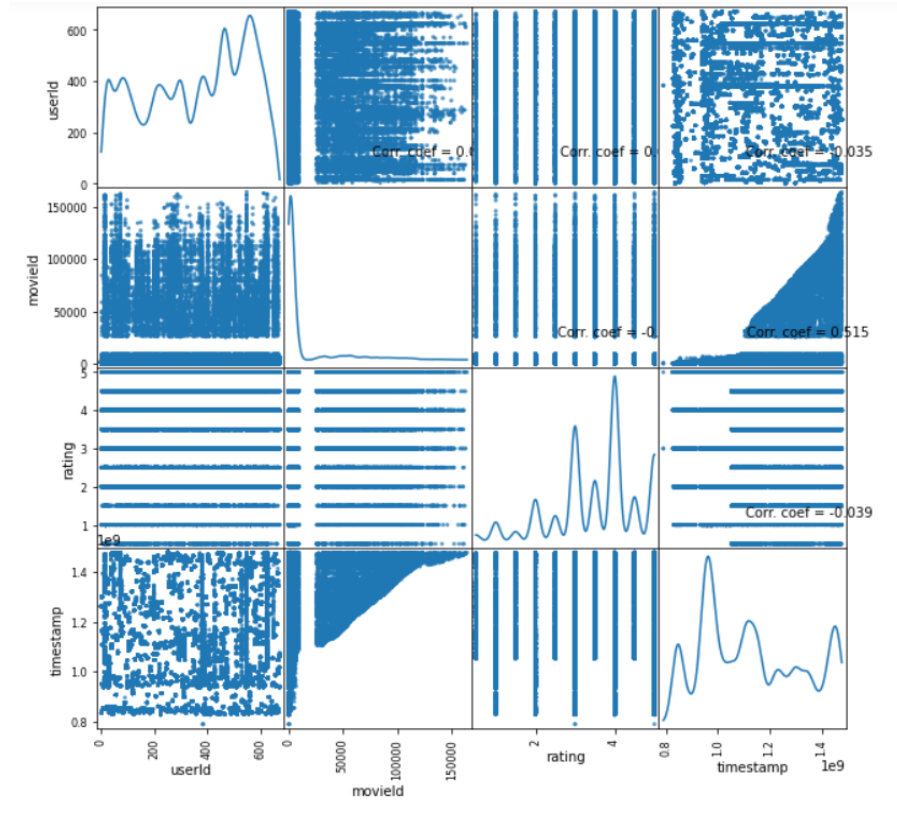 600
400
200
0
userId
Corr. coef = 0.0
Corr. coef = 0.
Corr. coef = -0.035
150000
100000
50000
0
movieId
Corr. coef = -0.
Corr. coef = 0.515
5
4
3
2
1
rating
Corr. coef = -0.039
1e9
1.4
1.2
1.0
0.8
timestamp
0 200 400 600
userId
0 50000 100000 150000
movieId
2 4
rating
0.8 1.0 1.2 1.4
1e9
timestamp